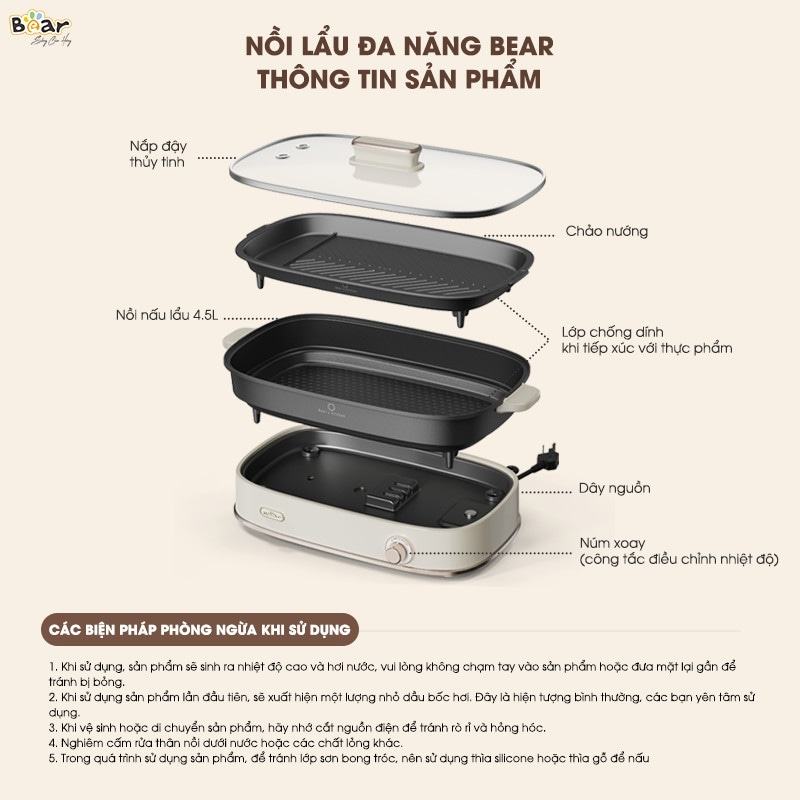 Bear
NỒI LẨU ĐA NĂNG BEAR
THÔNG TIN SẢN PHẨM
Nắp đậy
thủy tinh
Chảo nướng
Nồi nấu lẩu 4.5L
Lớp chống dính
khi tiếp xúc với thực phẩm
Dây nguồn
Núm xoay
(công tắc điều chỉnh nhiệt độ)
CÁC BIỆN PHÁP PHÒNG NGỪA KHI SỬ DỤNG
1. Khi sử dụng, sản phẩm sẽ sinh ra nhiệt độ cao và hơi nước, vui lòng không chạm tay vào sản phẩm hoặc đưa mặt lại gần để
tránh bị bỏng.
2. Khi sử dụng sản phẩm lần đầu tiên, sẽ xuất hiện một lượng nhỏ dầu bốc hơi. Đây là hiện tượng bình thường, các bạn yên tâm sử
dụng.
3. Khi vệ sinh hoặc di chuyển sản phẩm, hãy nhớ cắt nguồn điện để tránh rò rỉ và hỏng hóc.
4. Nghiêm cấm rửa thân nồi dưới nước hoặc các chất lỏng khác.
5. Trong quá trình sử dụng sản phẩm, để tránh lớp sơn bong tróc, nên sử dụng thìa silicone hoặc thìa gỗ để nấu